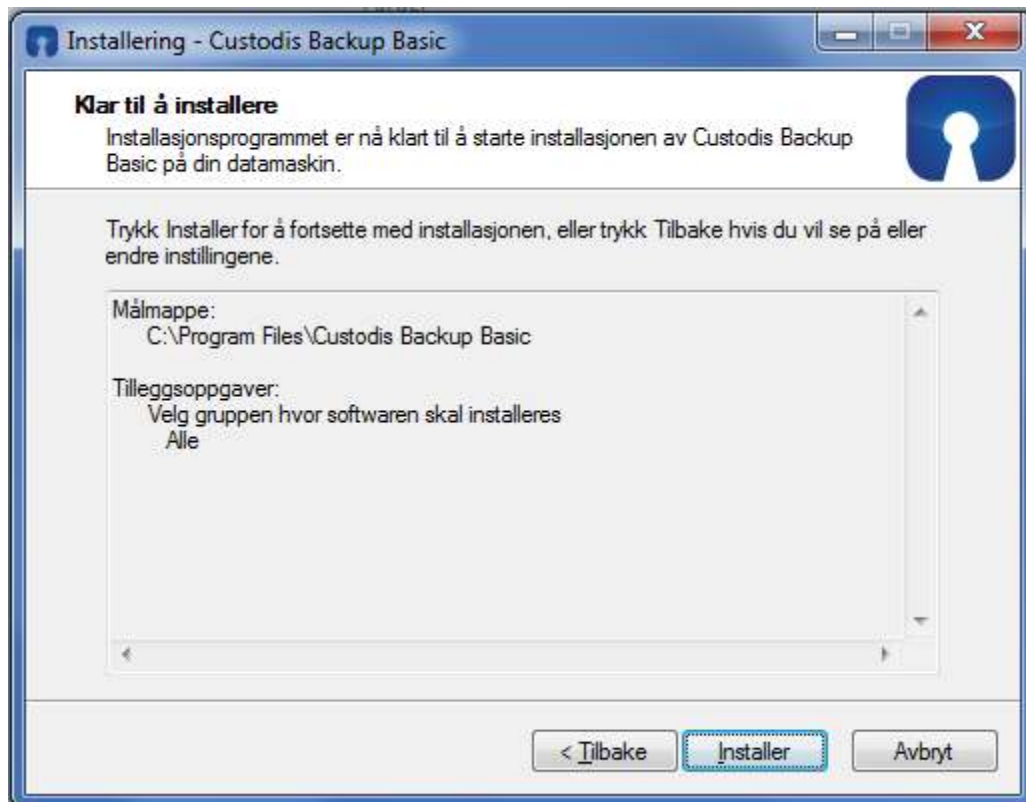 Installering - Custodis Backup Basic
Klar til å installere
Installasjonsprogrammet er nå klart til å starte installasjonen av Custodis Backup
Basic på din datamaskin.
Trykk Installer for å fortsette med installasjonen, eller trykk Tilbake hvis du vil se på eller
endre instillingene.
Målmappe:
C:\Program Files\Custodis Backup Basic
Tilleggsoppgaver:
Velg gruppen hvor softwaren skal installeres
Alle
< Tilbake
Installer
Avbryt